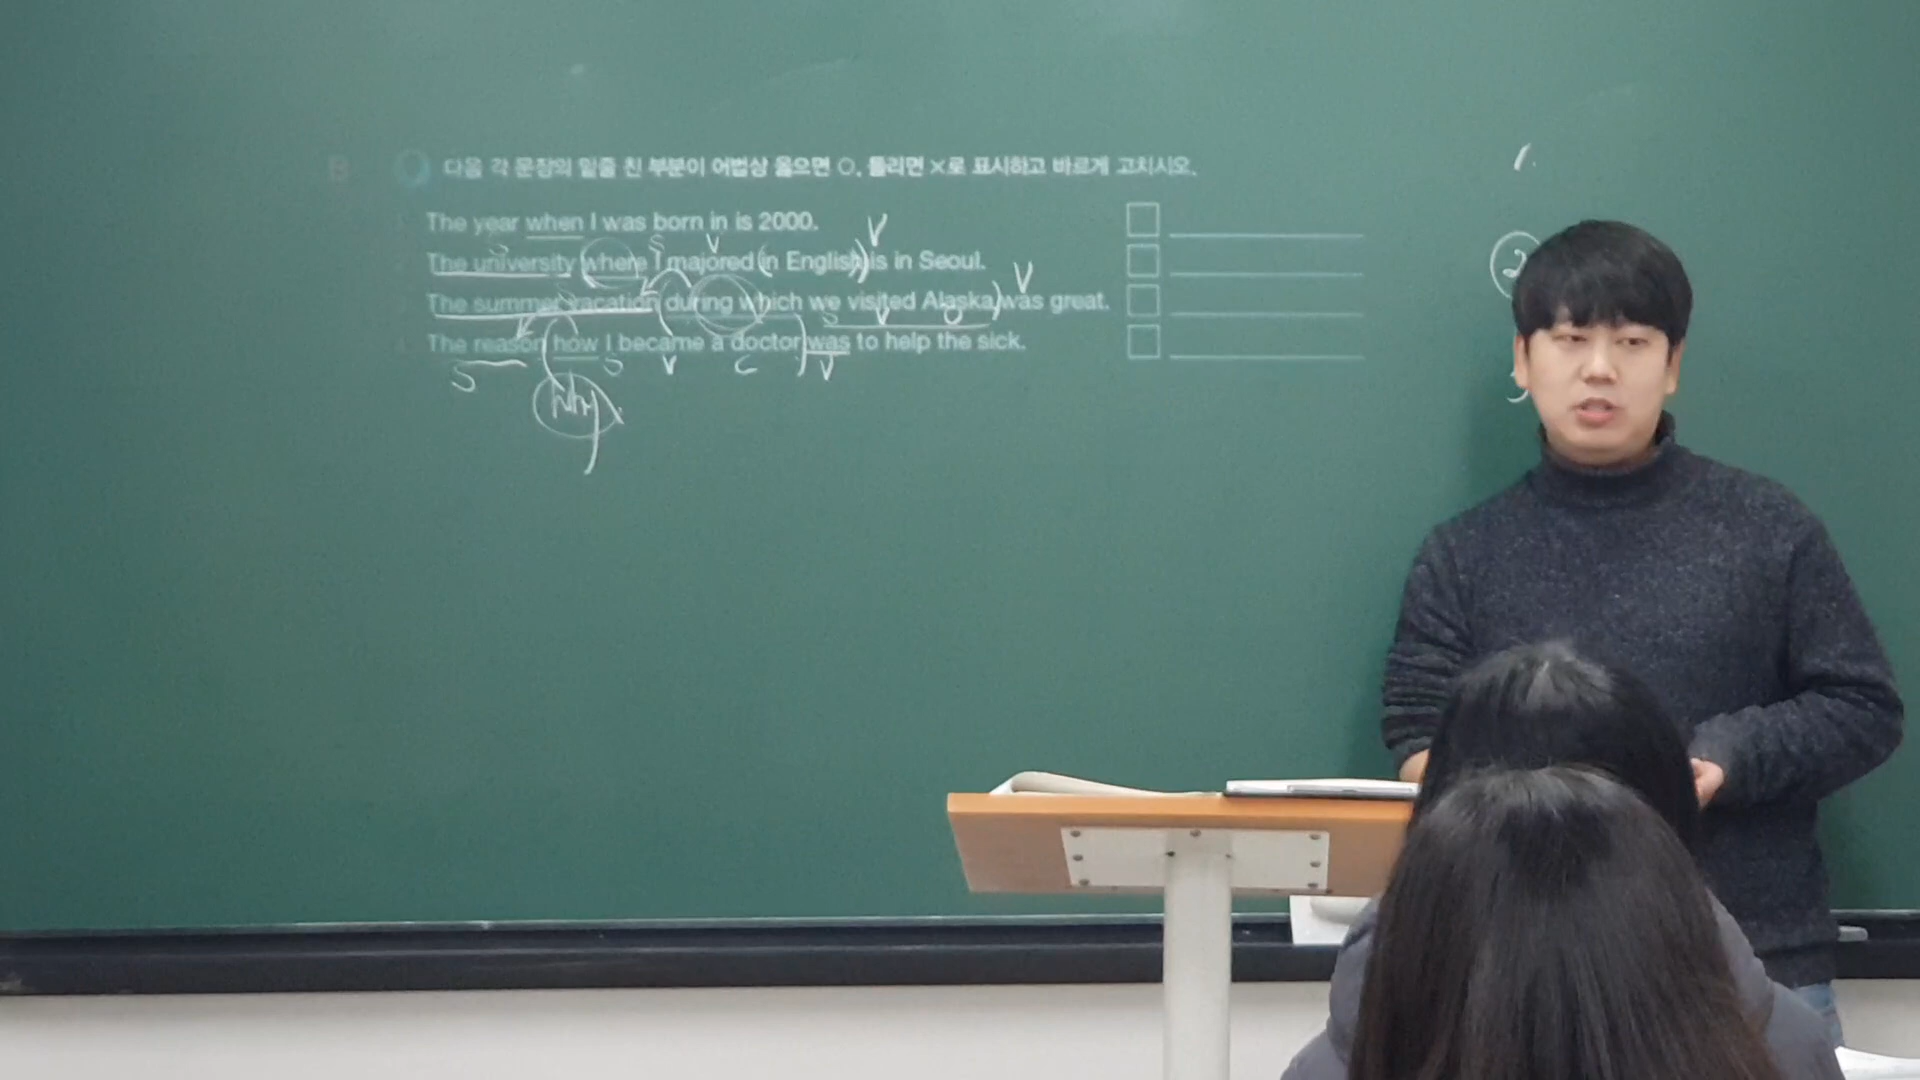 다음 각 문장의 밑줄 친 부분이 어법상 옳으면 ○, 틀리면 ×로 표시하고 바르게 고치시오.
The year when I was born in is 2000.
S S V V
The university where I majored in English is in Seoul.
V
The summer vacation during which we visited Alaska was great.
S V O
The reason how I became a doctor was to help the sick.
S S V C V
why
1.
2